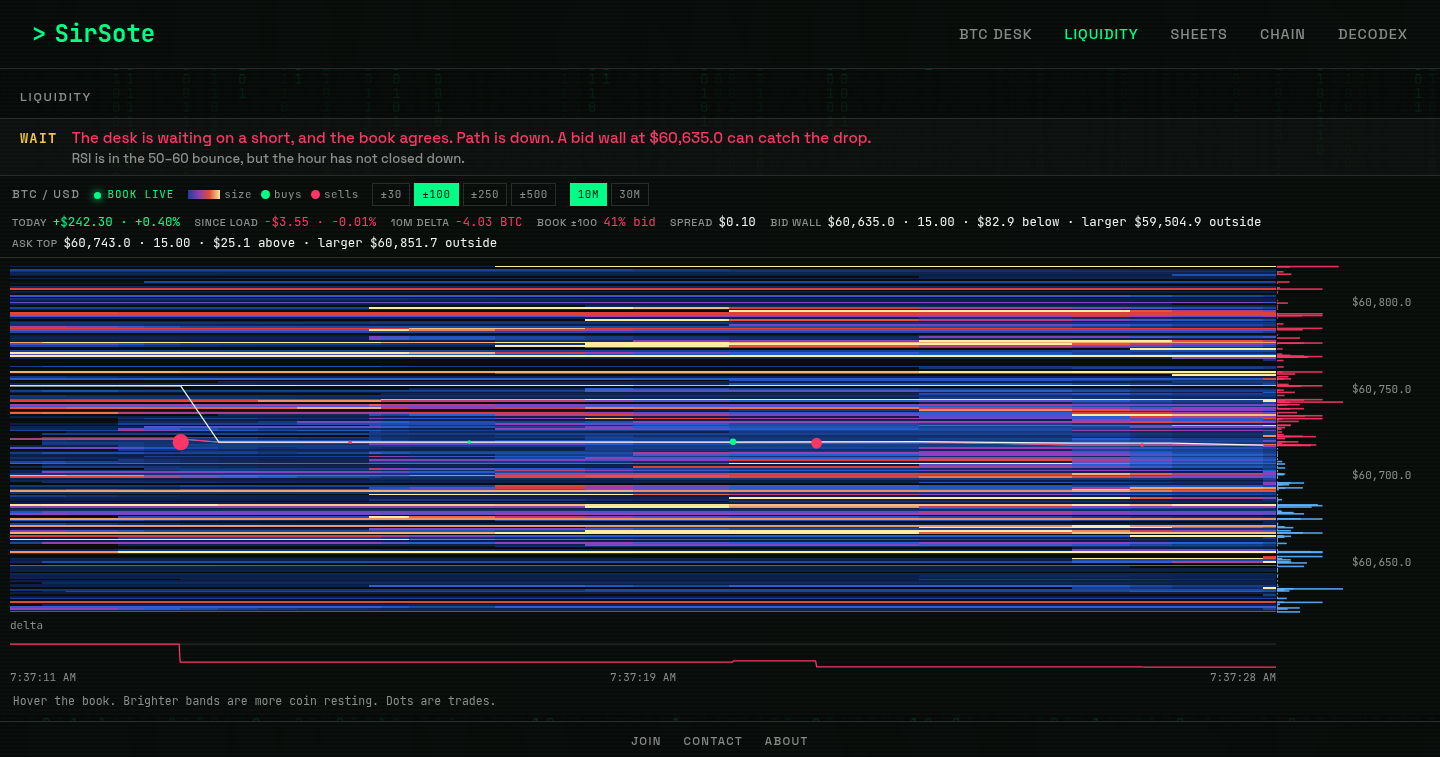 > SirSote
BTC DESK LIQUIDITY SHEETS CHAIN DECODEX
LIQUIDITY
WAIT The desk is waiting on a short, and the book agrees. Path is down. A bid wall at $60,635.0 can catch the drop.
RSI is in the 50–60 bounce, but the hour has not closed down.
BTC / USD BOOK LIVE size buys sells ±30 ±100 ±250 ±500 10M 30M
TODAY +$242.30 · +0.40% SINCE LOAD -$3.55 · -0.01% 10M DELTA -4.03 BTC BOOK ±100 41% bid SPREAD $0.10 BID WALL $60,635.0 · 15.00 · $82.9 below · larger $59,504.9 outside
ASK TOP $60,743.0 · 15.00 · $25.1 above · larger $60,851.7 outside
$60,800.0
$60,750.0
$60,700.0
$60,650.0
delta
7:37:11 AM 7:37:19 AM 7:37:28 AM
Hover the book. Brighter bands are more coin resting. Dots are trades.
JOIN CONTACT ABOUT